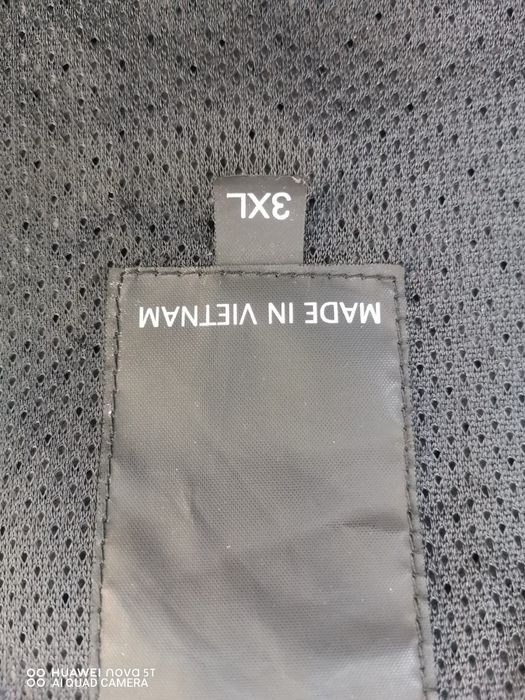 MADE IN VIETNAM
3XL
HUAWEI nova 5T
AI QUAD CAMERA